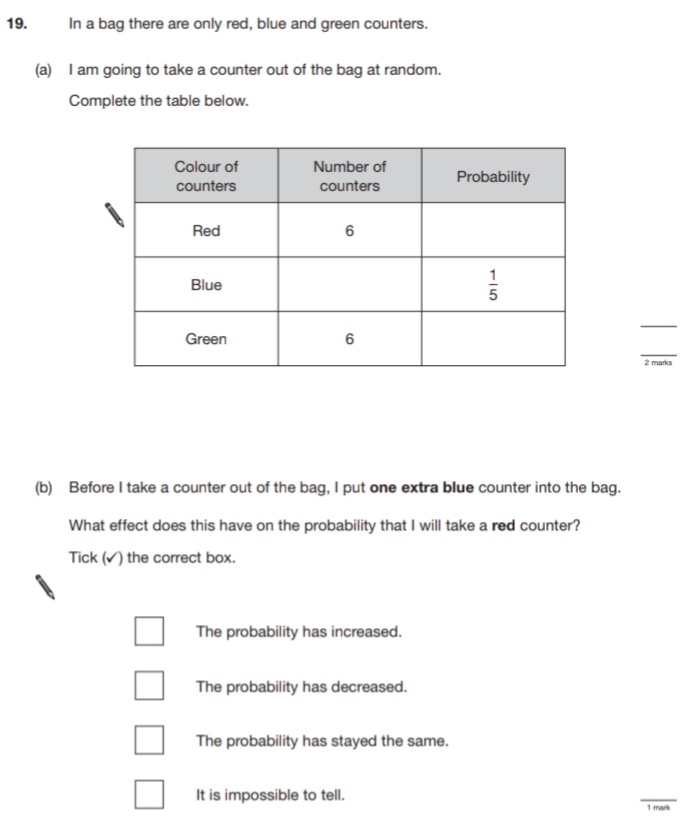 19. In a bag there are only red, blue and green counters.
(a) I am going to take a counter out of the bag at random.
Complete the table below.
Colour of counters Number of counters Probability
Red 6
Blue 1/5
Green 6
2 marks
(b) Before I take a counter out of the bag, I put one extra blue counter into the bag.
What effect does this have on the probability that I will take a red counter?
Tick (✓) the correct box.
The probability has increased.
The probability has decreased.
The probability has stayed the same.
It is impossible to tell.
1 mark